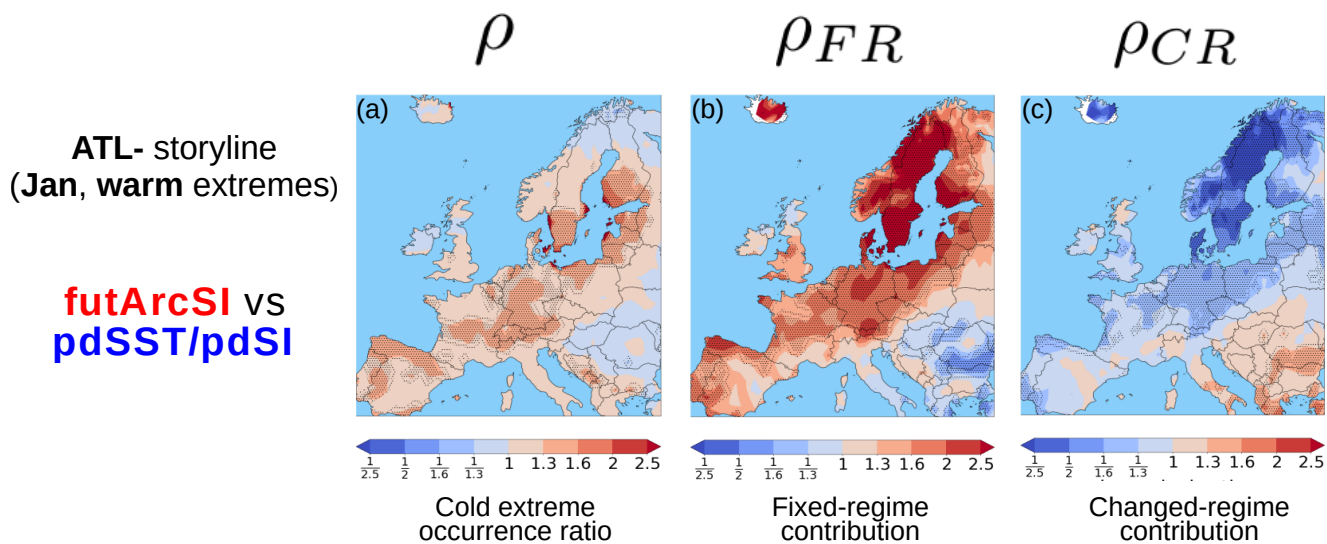 ρ
ρFR
ρCR
ATL- storyline
(Jan, warm extremes)
futArcSI vs
pdSST/pdSI
(a)
(b)
(c)
1/2.5 1/2 1/1.6 1/1.3 1 1.3 1.6 2 2.5
1/2.5 1/2 1/1.6 1/1.3 1 1.3 1.6 2 2.5
1/2.5 1/2 1/1.6 1/1.3 1 1.3 1.6 2 2.5
Cold extreme
occurrence ratio
Fixed-regime
contribution
Changed-regime
contribution